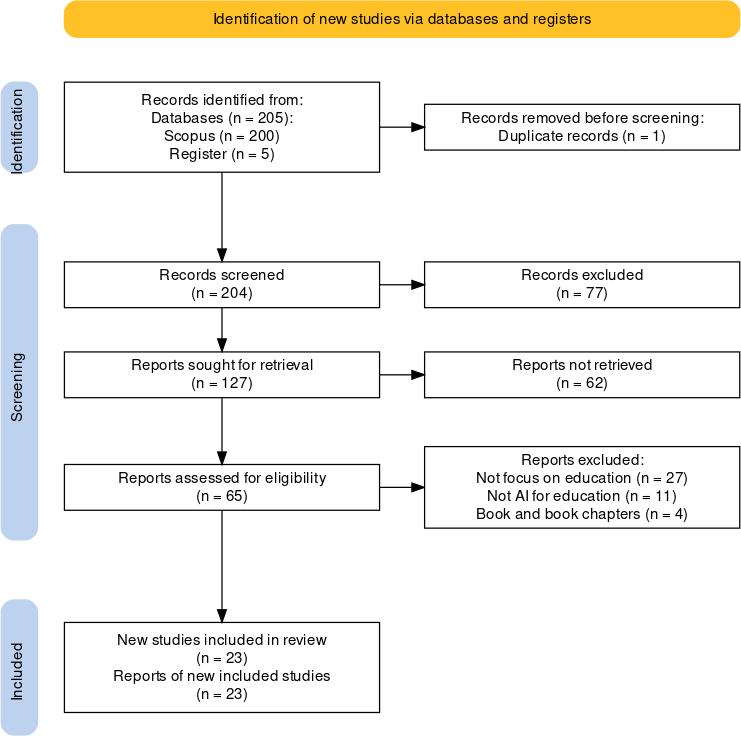 Identification of new studies via databases and registers
Identification
Records identified from:
Databases (n = 205):
Scopus (n = 200)
Register (n = 5)
Records removed before screening:
Duplicate records (n = 1)
Screening
Records screened
(n = 204)
Records excluded
(n = 77)
Reports sought for retrieval
(n = 127)
Reports not retrieved
(n = 62)
Reports assessed for eligibility
(n = 65)
Reports excluded:
Not focus on education (n = 27)
Not AI for education (n = 11)
Book and book chapters (n = 4)
Included
New studies included in review
(n = 23)
Reports of new included studies
(n = 23)